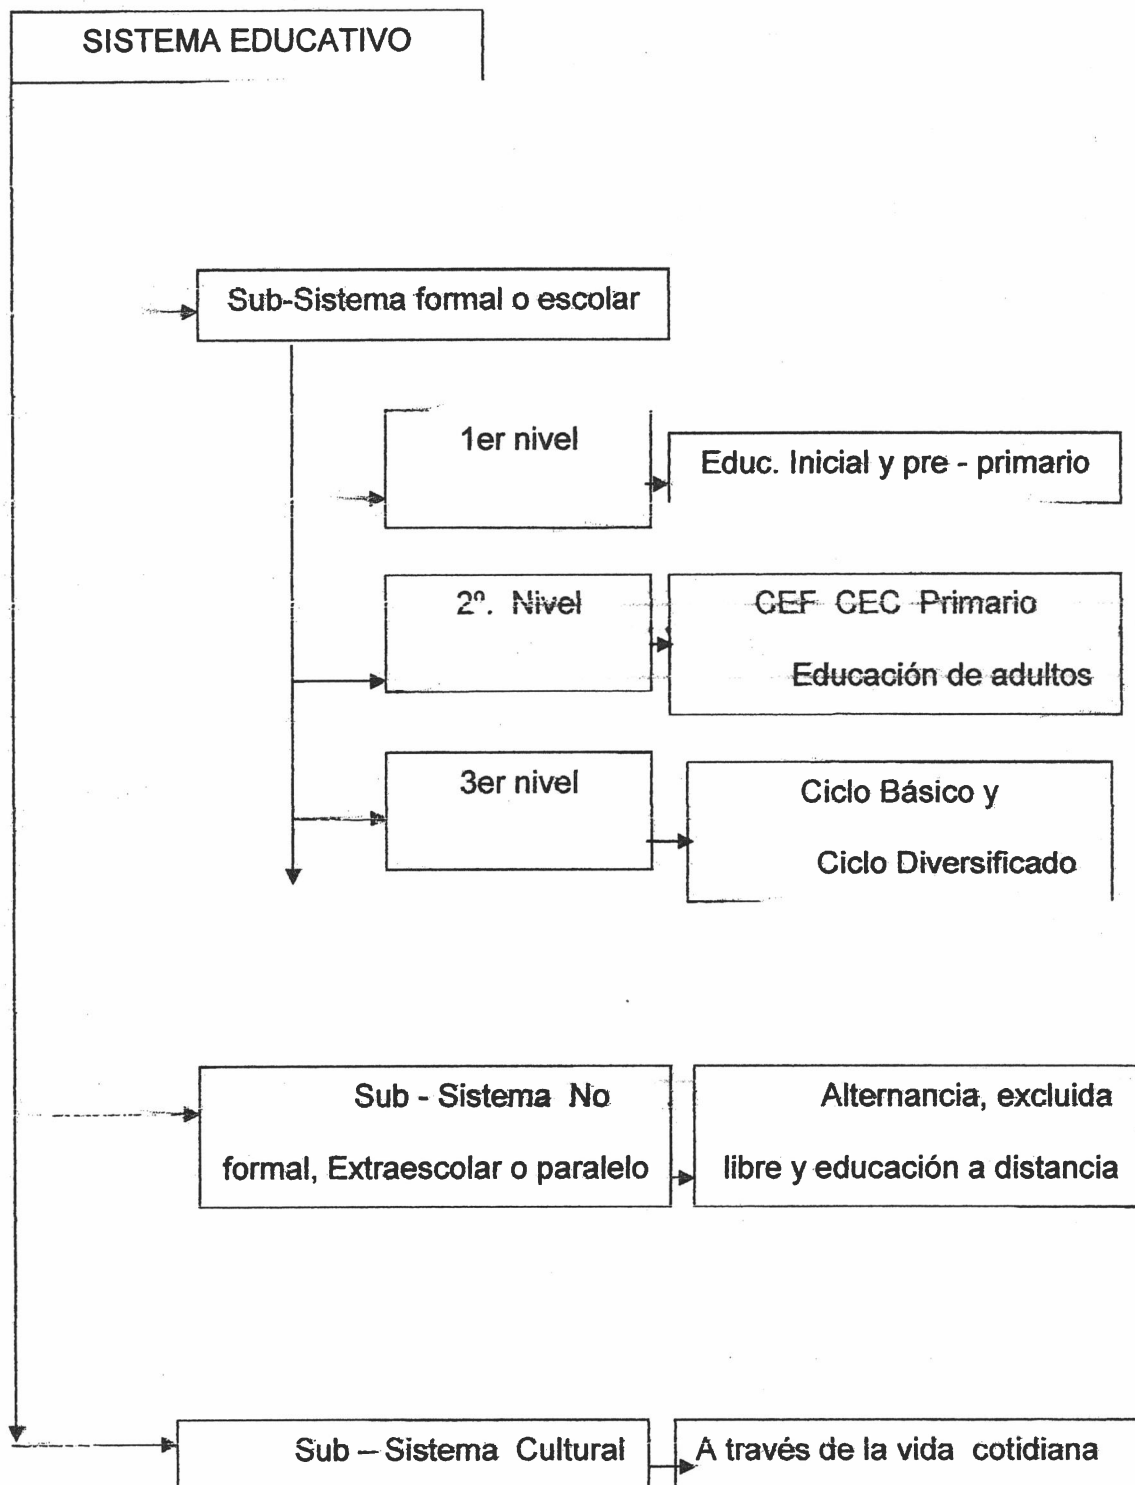 SISTEMA EDUCATIVO
Sub-Sistema formal o escolar
1er nivel
Educ. Inicial y pre - primario
2º. Nivel
CEF CEC Primario
Educación de adultos
3er nivel
Ciclo Básico y
Ciclo Diversificado
Sub - Sistema No
formal, Extraescolar o paralelo
Alternancia, excluida
libre y educación a distancia
Sub – Sistema Cultural
A través de la vida cotidiana